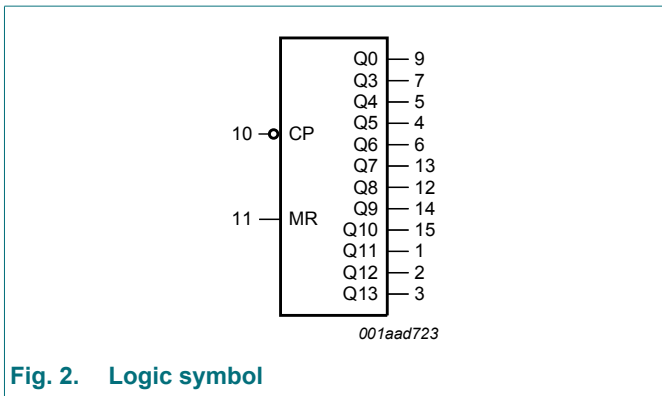 Q0 9
Q3 7
Q4 5
Q5 4
10 CP
Q6 6
Q7 13
Q8 12
Q9 14
11 MR
Q10 15
Q11 1
Q12 2
Q13 3
001aad723
Fig. 2. Logic symbol